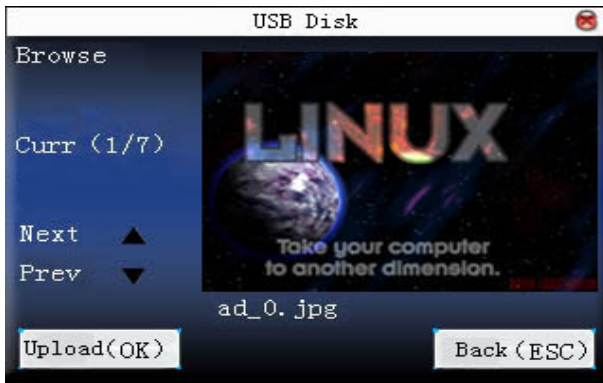 USB Disk
Browse
Curr (1/7)
Next ▲
Prev ▼
LINUX
Take your computer
to another dimension.
ad_0.jpg
Upload(OK)
Back(ESC)